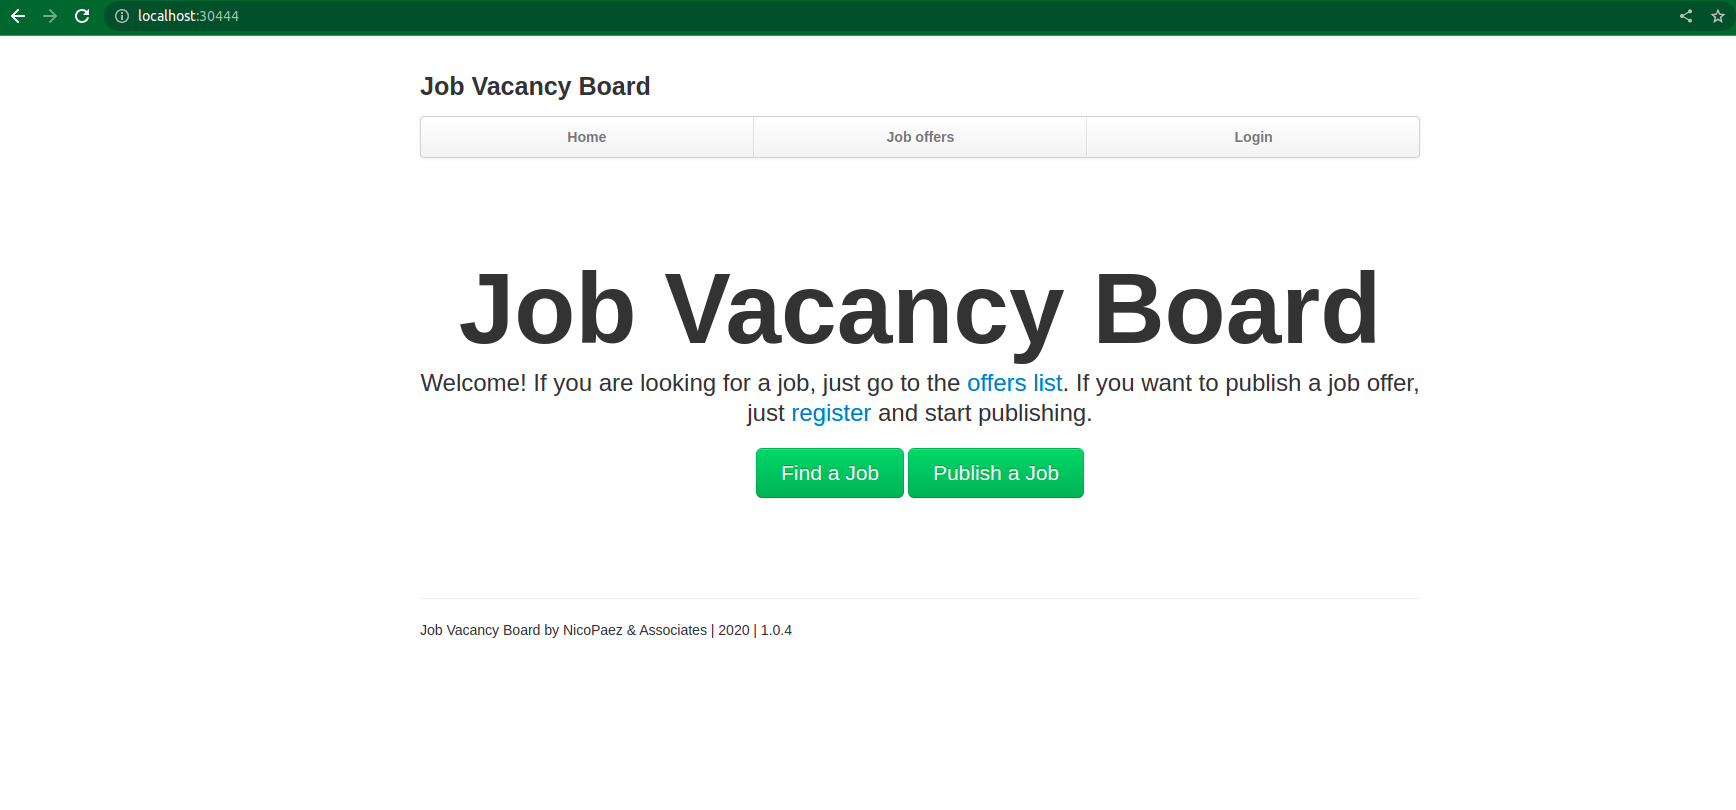 localhost:30444
Job Vacancy Board
Home
Job offers
Login
Job Vacancy Board
Welcome! If you are looking for a job, just go to the offers list. If you want to publish a job offer,
just register and start publishing.
Find a Job
Publish a Job
Job Vacancy Board by NicoPaez & Associates | 2020 | 1.0.4